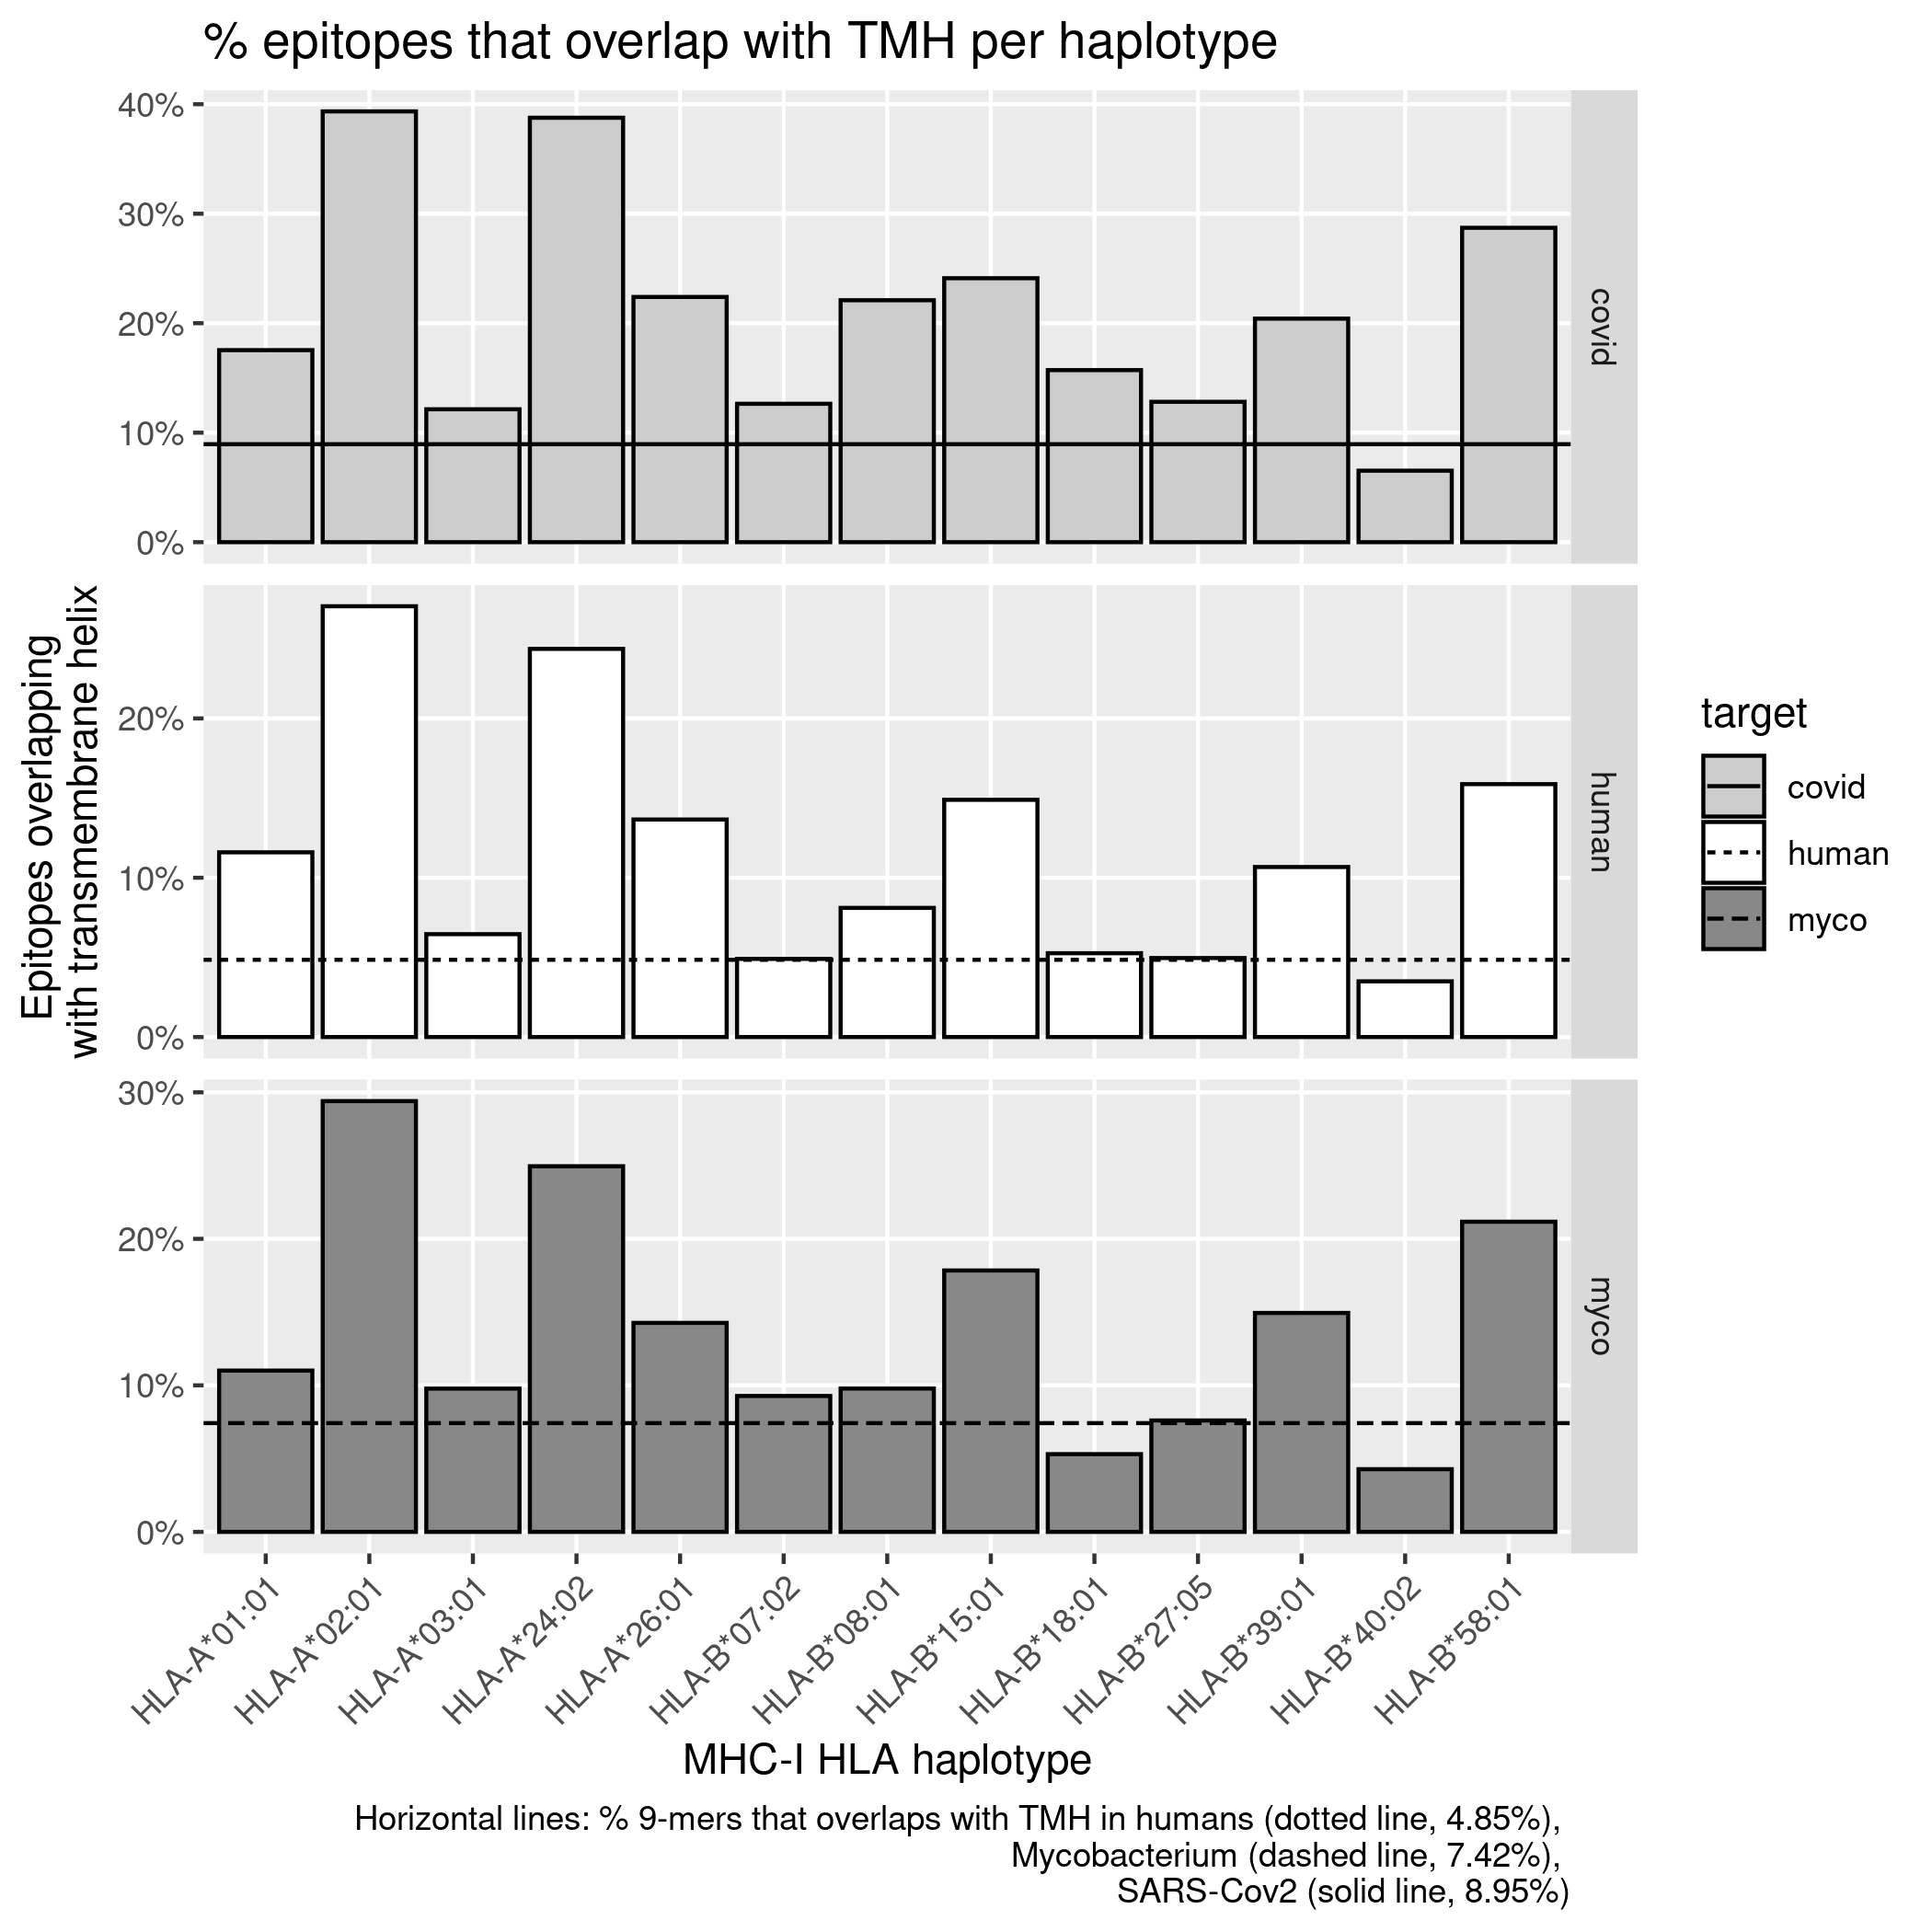 % epitopes that overlap with TMH per haplotype
Epitopes overlapping
with transmembrane helix
40%
30%
20%
10%
0%
covid
20%
10%
0%
human
30%
20%
10%
0%
myco
HLA-A*01:01
HLA-A*02:01
HLA-A*03:01
HLA-A*24:02
HLA-A*26:01
HLA-B*07:02
HLA-B*08:01
HLA-B*15:01
HLA-B*18:01
HLA-B*27:05
HLA-B*39:01
HLA-B*40:02
HLA-B*58:01
MHC-I HLA haplotype
target
covid
human
myco
Horizontal lines: % 9-mers that overlaps with TMH in humans (dotted line, 4.85%),
Mycobacterium (dashed line, 7.42%),
SARS-Cov2 (solid line, 8.95%)